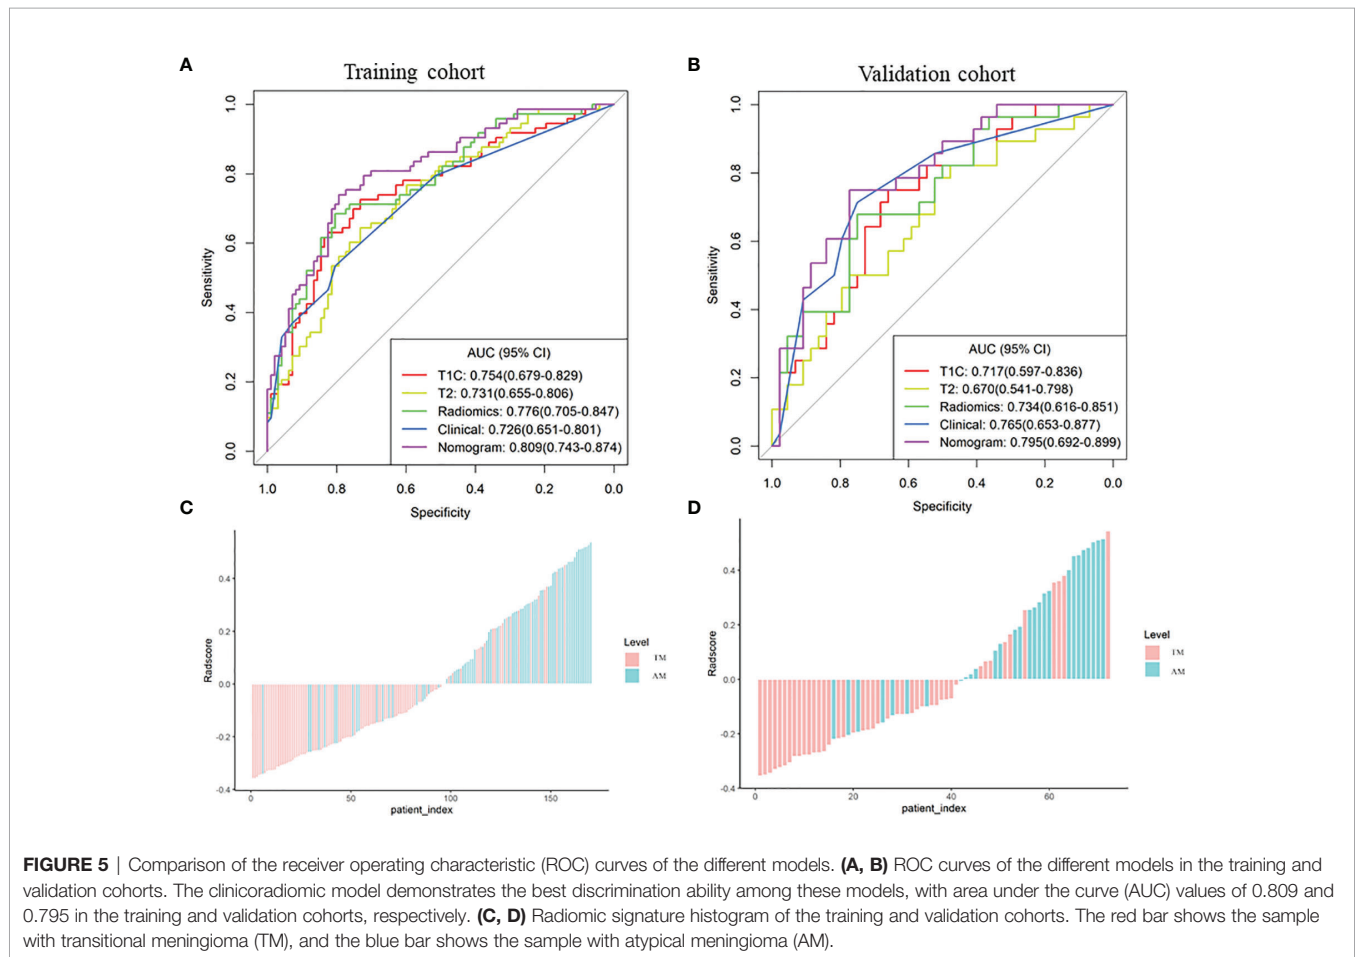 A
Training cohort
1.0
0.8
0.6
0.4
0.2
0.0
Sensitivity
AUC (95% CI)
T1C: 0.754(0.679-0.829)
T2: 0.731(0.655-0.806)
Radiomics: 0.776(0.705-0.847)
Clinical: 0.726(0.651-0.801)
Nomogram: 0.809(0.743-0.874)
1.0 0.8 0.6 0.4 0.2 0.0
Specificity
B
Validation cohort
1.0
0.8
0.6
0.4
0.2
0.0
Sensitivity
AUC (95% CI)
T1C: 0.717(0.597-0.836)
T2: 0.670(0.541-0.798)
Radiomics: 0.734(0.616-0.851)
Clinical: 0.765(0.653-0.877)
Nomogram: 0.795(0.692-0.899)
1.0 0.8 0.6 0.4 0.2 0.0
Specificity
C
0.4
0.2
0.0
-0.2
-0.4
Radscore
0 50 100 150
patient_index
Level
TM
AM
D
0.4
0.2
0.0
-0.2
-0.4
Radscore
0 20 40 60
patient_index
Level
TM
AM
FIGURE 5 | Comparison of the receiver operating characteristic (ROC) curves of the different models. (A, B) ROC curves of the different models in the training and
validation cohorts. The clinicoradiomic model demonstrates the best discrimination ability among these models, with area under the curve (AUC) values of 0.809 and
0.795 in the training and validation cohorts, respectively. (C, D) Radiomic signature histogram of the training and validation cohorts. The red bar shows the sample
with transitional meningioma (TM), and the blue bar shows the sample with atypical meningioma (AM).